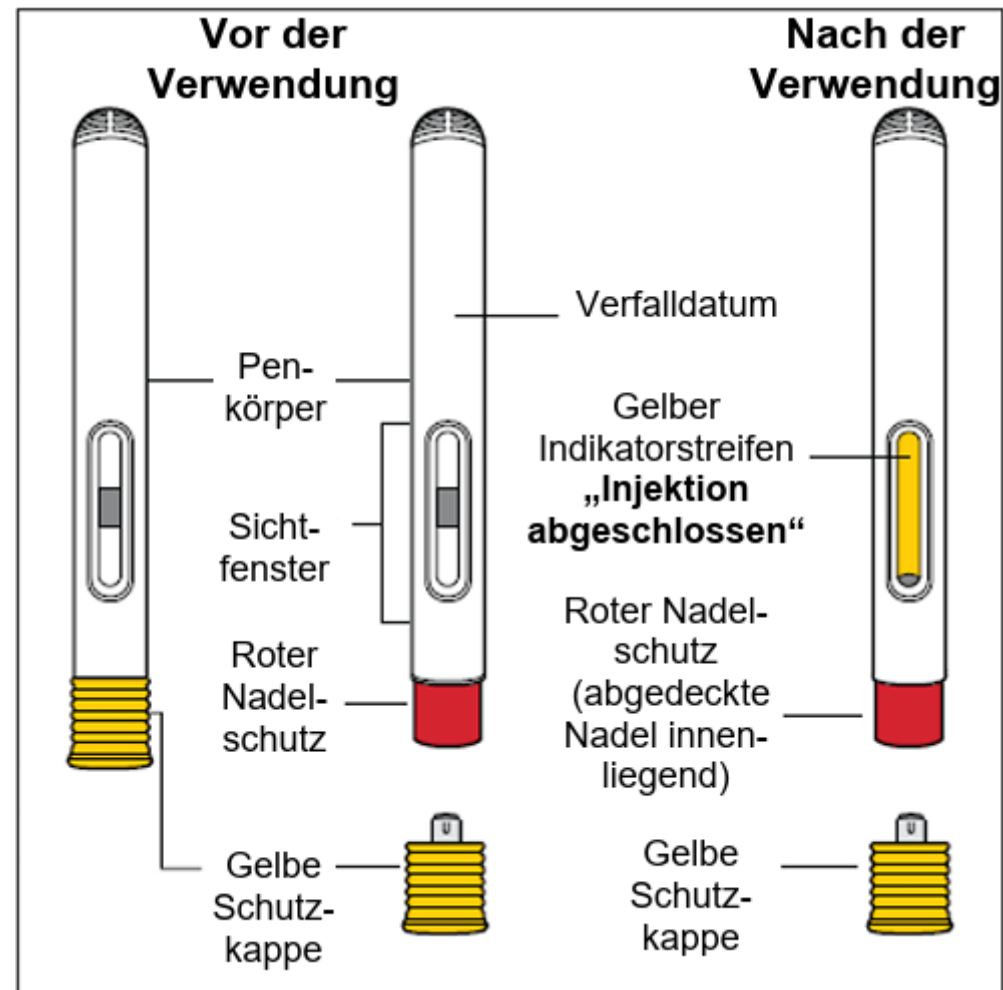 Vor der
Verwendung
Nach der
Verwendung
Verfalldatum
Pen-
körper
Gelber
Indikatorstreifen
„Injektion
abgeschlossen“
Sicht-
fenster
Roter
Nadel-
schutz
Roter Nadel-
schutz
(abgedeckte
Nadel innen-
liegend)
Gelbe
Schutz-
kappe
Gelbe
Schutz-
kappe